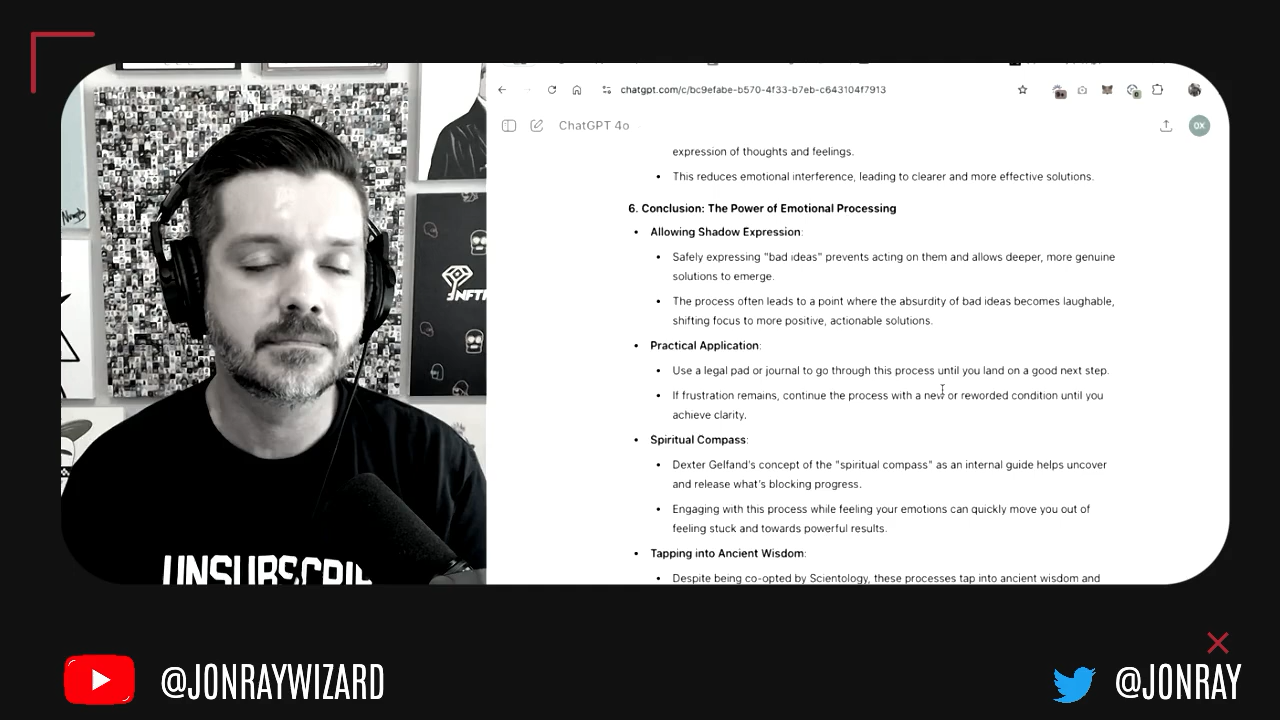 chatgpt.com/c/bc9efabe-b570-4f33-b7eb-c643104f7913
ChatGPT 4o
OX
expression of thoughts and feelings.
• This reduces emotional interference, leading to clearer and more effective solutions.
6. Conclusion: The Power of Emotional Processing
• Allowing Shadow Expression:
• Safely expressing "bad ideas" prevents acting on them and allows deeper, more genuine
solutions to emerge.
• The process often leads to a point where the absurdity of bad ideas becomes laughable,
shifting focus to more positive, actionable solutions.
• Practical Application:
• Use a legal pad or journal to go through this process until you land on a good next step.
• If frustration remains, continue the process with a new or reworded condition until you
achieve clarity.
• Spiritual Compass:
• Dexter Gelfand's concept of the "spiritual compass" as an internal guide helps uncover
and release what's blocking progress.
• Engaging with this process while feeling your emotions can quickly move you out of
feeling stuck and towards powerful results.
• Tapping into Ancient Wisdom:
• Despite being co-opted by Scientology, these processes tap into ancient wisdom and
UNSUBSCRIB
@JONRAYWIZARD
@JONRAY